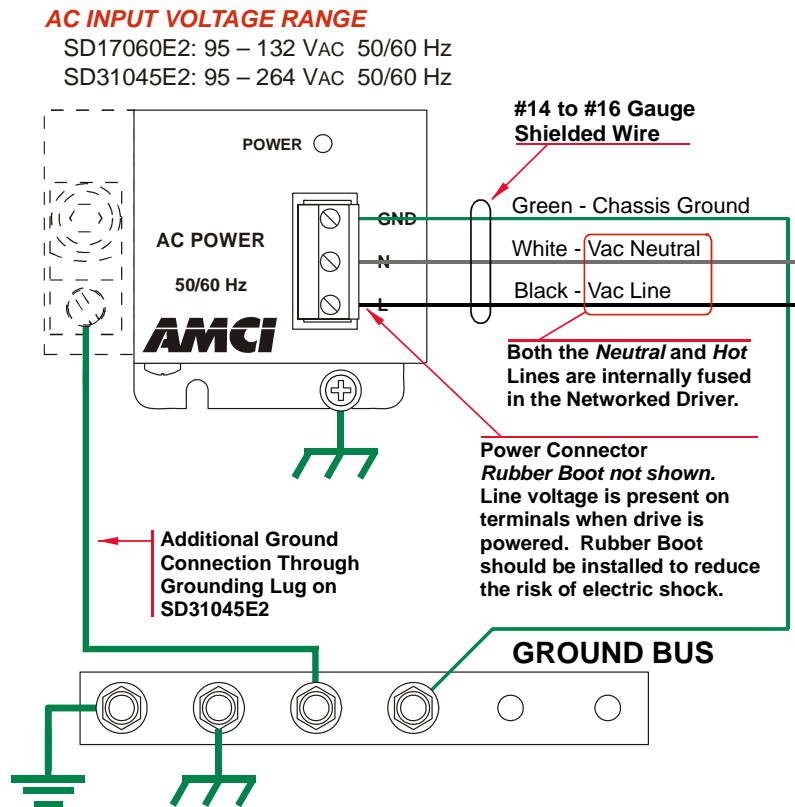 AC INPUT VOLTAGE RANGE
SD17060E2: 95 – 132 VAC 50/60 Hz
SD31045E2: 95 – 264 VAC 50/60 Hz
#14 to #16 Gauge
Shielded Wire
POWER
GND
Green - Chassis Ground
AC POWER
N
White - Vac Neutral
50/60 Hz
L
Black - Vac Line
AMCI
Both the Neutral and Hot
Lines are internally fused
in the Networked Driver.
Power Connector
Rubber Boot not shown.
Line voltage is present on
terminals when drive is
powered. Rubber Boot
should be installed to reduce
the risk of electric shock.
Additional Ground
Connection Through
Grounding Lug on
SD31045E2
GROUND BUS